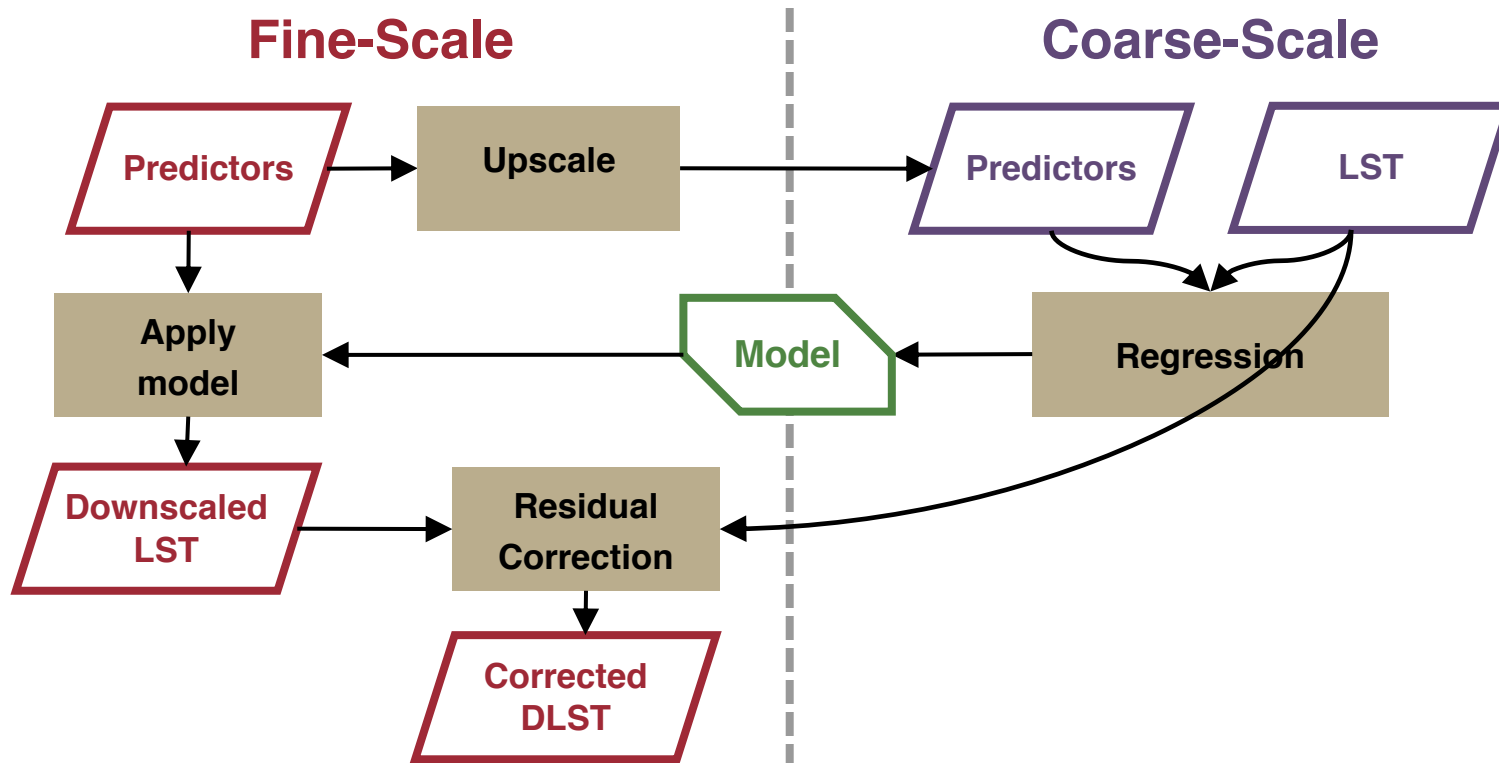 Fine-Scale
Coarse-Scale
Predictors
Upscale
Predictors
LST
Apply
model
Model
Regression
Downscaled
LST
Residual
Correction
Corrected
DLST